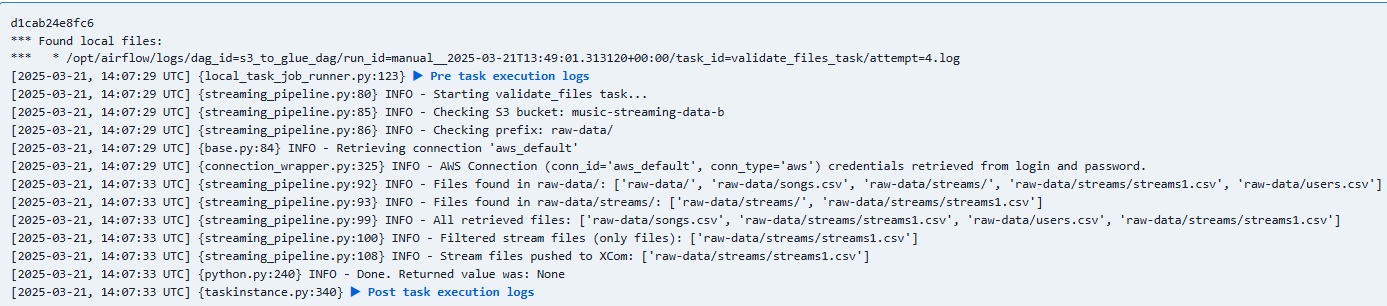 d1cab24e8fc6
*** Found local files:
***   * /opt/airflow/logs/dag_id=s3_to_glue_dag/run_id=manual__2025-03-21T13:49:01.313120+00:00/task_id=validate_files_task/attempt=4.log
[2025-03-21, 14:07:29 UTC] {local_task_job_runner.py:123} ▶ Pre task execution logs
[2025-03-21, 14:07:29 UTC] {streaming_pipeline.py:80} INFO - Starting validate_files task...
[2025-03-21, 14:07:29 UTC] {streaming_pipeline.py:85} INFO - Checking S3 bucket: music-streaming-data-b
[2025-03-21, 14:07:29 UTC] {streaming_pipeline.py:86} INFO - Checking prefix: raw-data/
[2025-03-21, 14:07:29 UTC] {base.py:84} INFO - Retrieving connection 'aws_default'
[2025-03-21, 14:07:29 UTC] {connection_wrapper.py:325} INFO - AWS Connection (conn_id='aws_default', conn_type='aws') credentials retrieved from login and password.
[2025-03-21, 14:07:33 UTC] {streaming_pipeline.py:92} INFO - Files found in raw-data/: ['raw-data/', 'raw-data/songs.csv', 'raw-data/streams/', 'raw-data/streams/streams1.csv', 'raw-data/users.csv']
[2025-03-21, 14:07:33 UTC] {streaming_pipeline.py:93} INFO - Files found in raw-data/streams/: ['raw-data/streams/', 'raw-data/streams/streams1.csv']
[2025-03-21, 14:07:33 UTC] {streaming_pipeline.py:99} INFO - All retrieved files: ['raw-data/songs.csv', 'raw-data/streams/streams1.csv', 'raw-data/users.csv', 'raw-data/streams/streams1.csv']
[2025-03-21, 14:07:33 UTC] {streaming_pipeline.py:100} INFO - Filtered stream files (only files): ['raw-data/streams/streams1.csv']
[2025-03-21, 14:07:33 UTC] {streaming_pipeline.py:108} INFO - Stream files pushed to XCom: ['raw-data/streams/streams1.csv']
[2025-03-21, 14:07:33 UTC] {python.py:240} INFO - Done. Returned value was: None
[2025-03-21, 14:07:33 UTC] {taskinstance.py:340} ▶ Post task execution logs